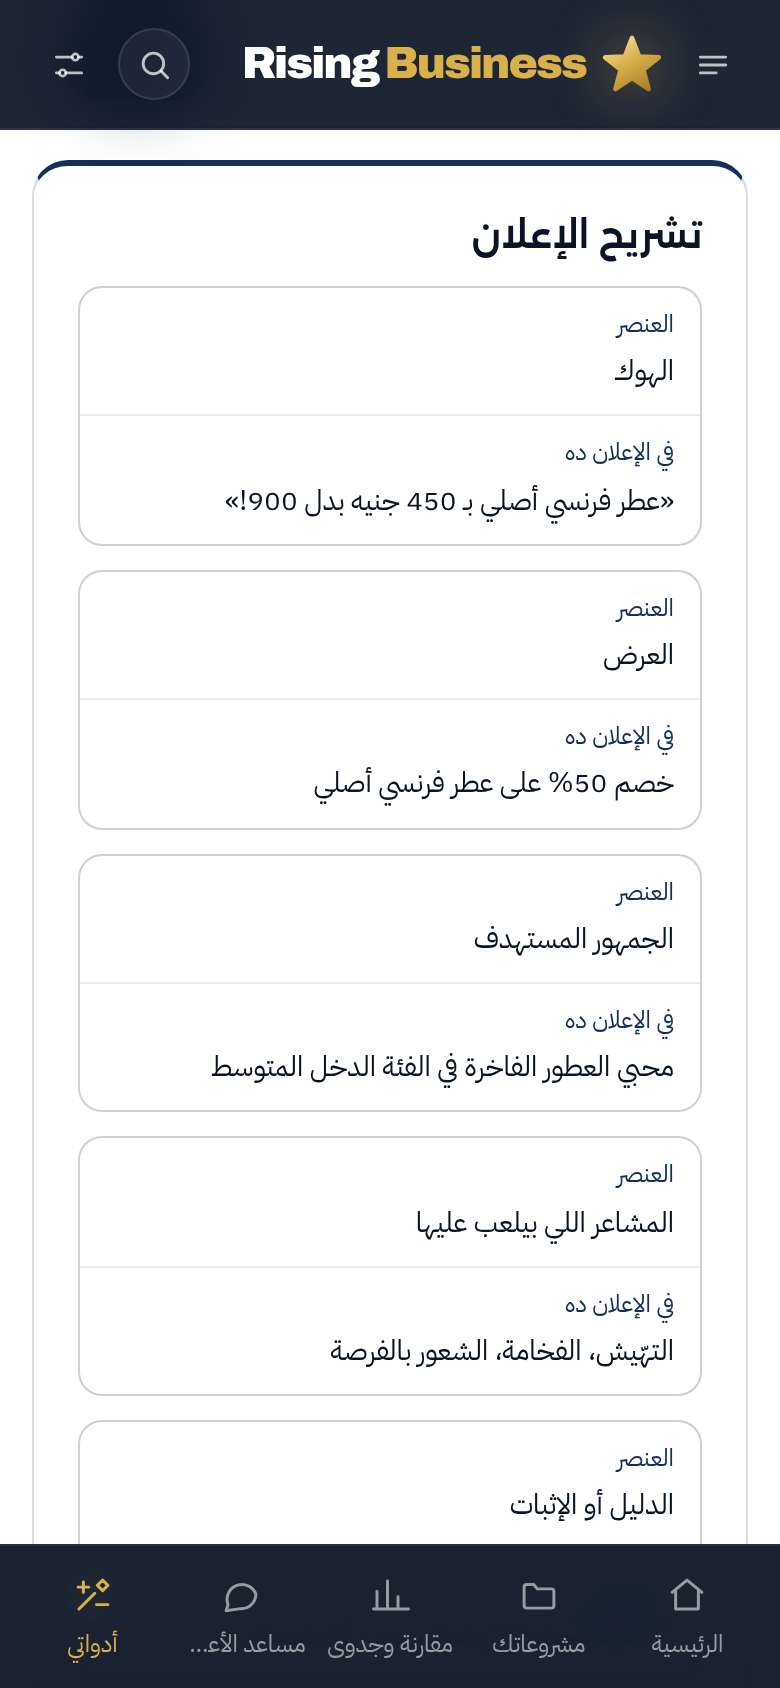 Rising Business
تشريح الإعلان
العنصر
الهوك
في الإعلان ده
«عطر فرنسي أصلي بـ 450 جنيه بدل 900!»
العنصر
العرض
في الإعلان ده
خصم 50% على عطر فرنسي أصلي
العنصر
الجمهور المستهدف
في الإعلان ده
محبي العطور الفاخرة في الفئة الدخل المتوسط
العنصر
المشاعر اللي بيلعب عليها
في الإعلان ده
التهّيش، الفخامة، الشعور بالفرصة
العنصر
الدليل أو الإثبات
الرئيسية
مشروعاتك
مقارنة وجدوى
مساعد الأعـ...
أدواتي